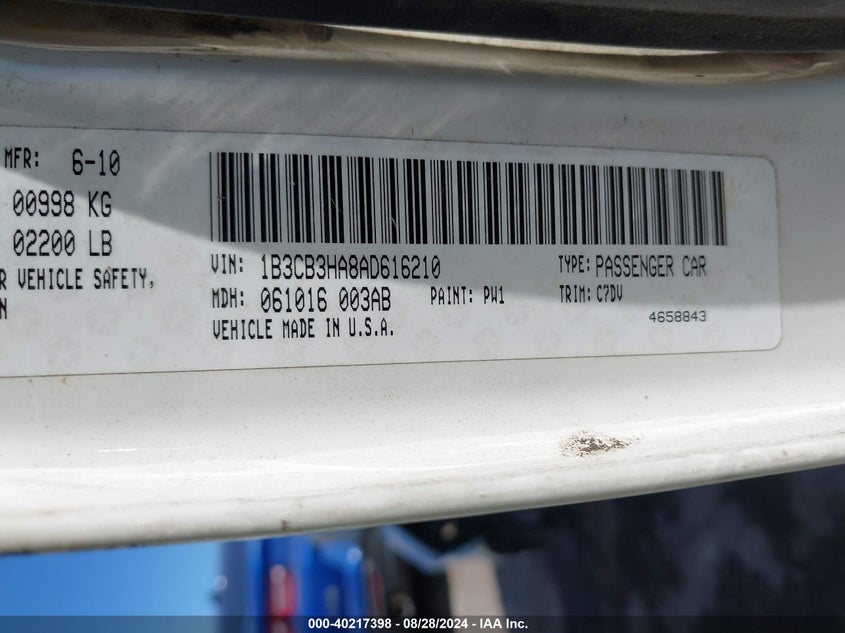 MFR: 6-10
00998 KG
02200 LB
R VEHICLE SAFETY,
N
VIN: 1B3CB3HA8AD616210 TYPE: PASSENGER CAR
MDH: 061016 003AB PAINT: PW1 TRIM: C7DV
VEHICLE MADE IN U.S.A. 4658843
000-40217398 - 08/28/2024 - IAA Inc.